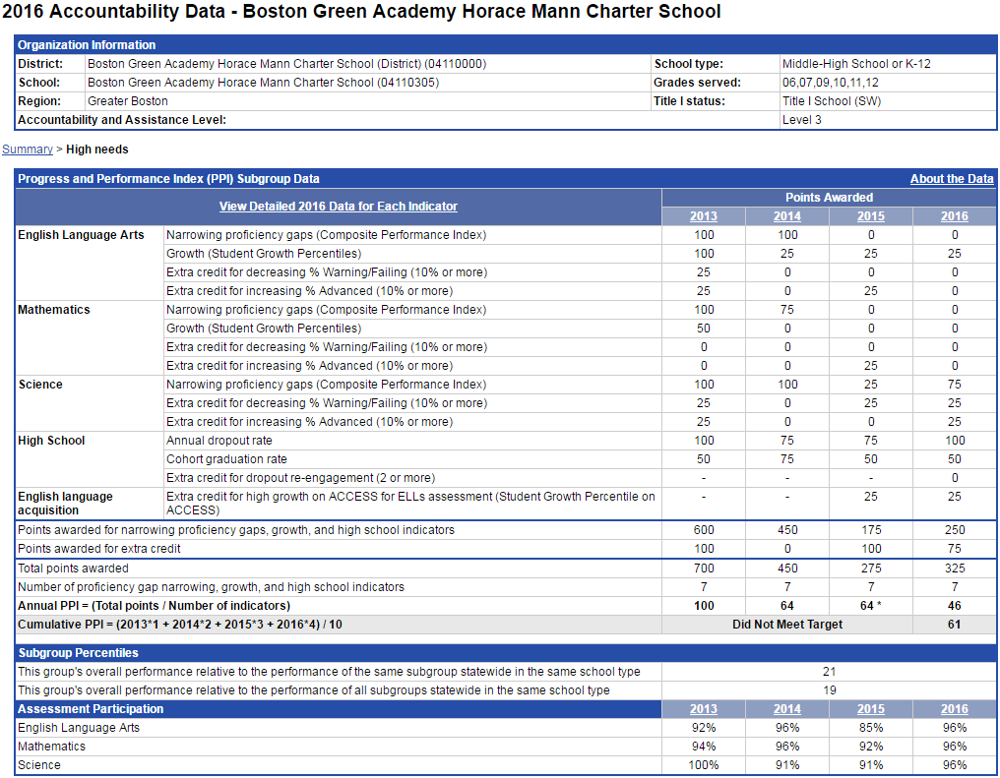 2016 Accountability Data - Boston Green Academy Horace Mann Charter School
Organization Information
District: Boston Green Academy Horace Mann Charter School (District) (04110000) School type: Middle-High School or K-12
School: Boston Green Academy Horace Mann Charter School (04110305) Grades served: 06,07,09,10,11,12
Region: Greater Boston Title I status: Title I School (SW)
Accountability and Assistance Level: Level 3
Summary > High needs
Progress and Performance Index (PPI) Subgroup Data About the Data
View Detailed 2016 Data for Each Indicator Points Awarded
2013 2014 2015 2016
English Language Arts Narrowing proficiency gaps (Composite Performance Index) 100 100 0 0
Growth (Student Growth Percentiles) 100 25 25 25
Extra credit for decreasing % Warning/Failing (10% or more) 25 0 0 0
Extra credit for increasing % Advanced (10% or more) 25 0 25 0
Mathematics Narrowing proficiency gaps (Composite Performance Index) 100 75 0 0
Growth (Student Growth Percentiles) 50 0 0 0
Extra credit for decreasing % Warning/Failing (10% or more) 0 0 0 0
Extra credit for increasing % Advanced (10% or more) 0 0 25 0
Science Narrowing proficiency gaps (Composite Performance Index) 100 100 25 75
Extra credit for decreasing % Warning/Failing (10% or more) 25 0 25 25
Extra credit for increasing % Advanced (10% or more) 25 0 0 25
High School Annual dropout rate 100 75 75 100
Cohort graduation rate 50 75 50 50
Extra credit for dropout re-engagement (2 or more) - - - 0
English language acquisition Extra credit for high growth on ACCESS for ELLs assessment (Student Growth Percentile on ACCESS) - - 25 25
Points awarded for narrowing proficiency gaps, growth, and high school indicators 600 450 175 250
Points awarded for extra credit 100 0 100 75
Total points awarded 700 450 275 325
Number of proficiency gap narrowing, growth, and high school indicators 7 7 7 7
Annual PPI = (Total points / Number of indicators) 100 64 64 * 46
Cumulative PPI = (2013*1 + 2014*2 + 2015*3 + 2016*4) / 10 Did Not Meet Target 61
Subgroup Percentiles
This group's overall performance relative to the performance of the same subgroup statewide in the same school type 21
This group's overall performance relative to the performance of all subgroups statewide in the same school type 19
Assessment Participation 2013 2014 2015 2016
English Language Arts 92% 96% 85% 96%
Mathematics 94% 96% 92% 96%
Science 100% 91% 91% 96%